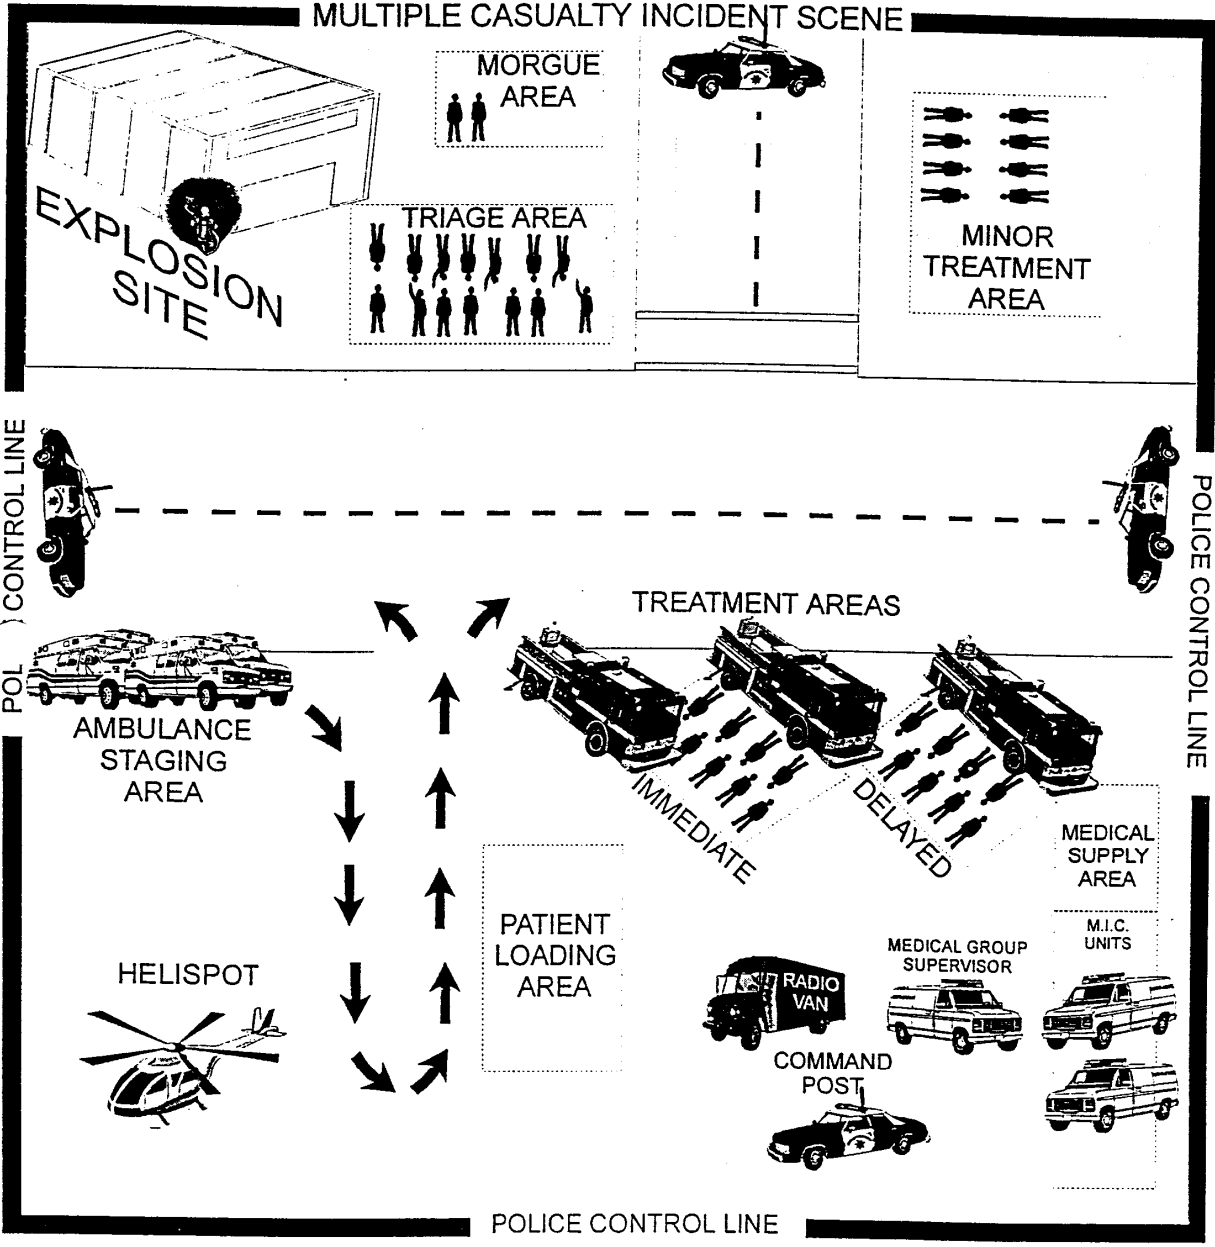 MULTIPLE CASUALTY INCIDENT SCENE
MORGUE
AREA
EXPLOSION
SITE
TRIAGE AREA
MINOR
TREATMENT
AREA
POL ) CONTROL LINE
POLICE CONTROL LINE
TREATMENT AREAS
AMBULANCE
STAGING
AREA
IMMEDIATE
DELAYED
MEDICAL
SUPPLY
AREA
PATIENT
LOADING
AREA
M.I.C.
UNITS
MEDICAL GROUP
SUPERVISOR
HELISPOT
RADIO
VAN
COMMAND
POST
POLICE CONTROL LINE